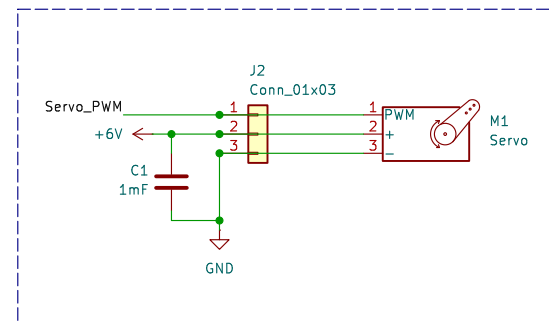 J2
Conn_01x03
Servo_PWM
1
1
PWM
M1
+6V
2
2
+
Servo
3
3
−
C1
1mF
GND